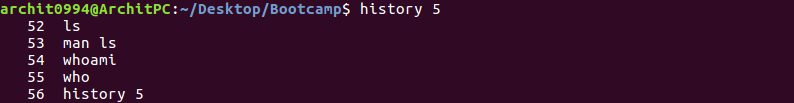 archit0994@ArchitPC:~/Desktop/Bootcamp$ history 5
52 ls
53 man ls
54 whoami
55 who
56 history 5